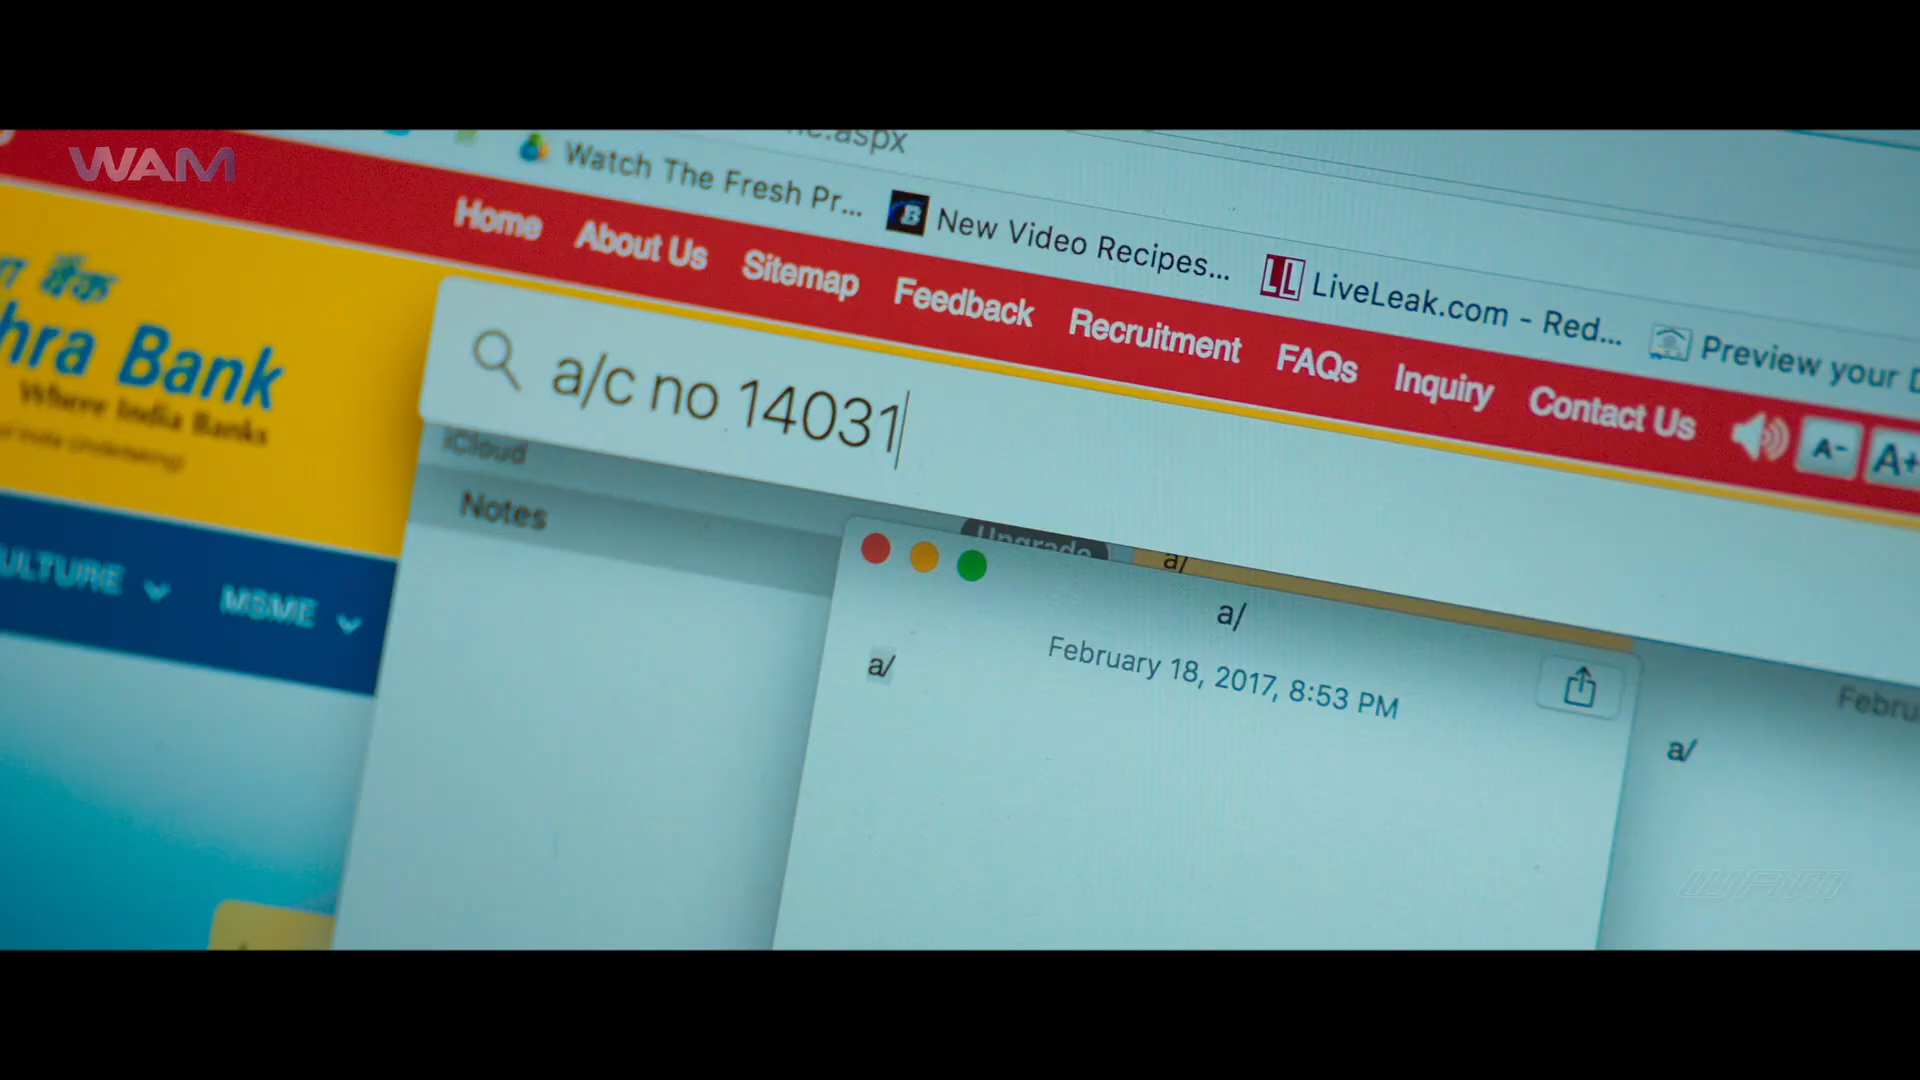 WAM
Watch The Fresh Pr...
New Video Recipes...
LiveLeak.com - Red...
Preview your
Home About Us Sitemap Feedback Recruitment FAQs Inquiry Contact Us A- A+
बैंक
hra Bank
Where India Banks
a/c no 14031
iCloud
Notes
Upgrade
a/
a/
February 18, 2017, 8:53 PM
a/
Febru
a/
ULTURE
MSME
WAM